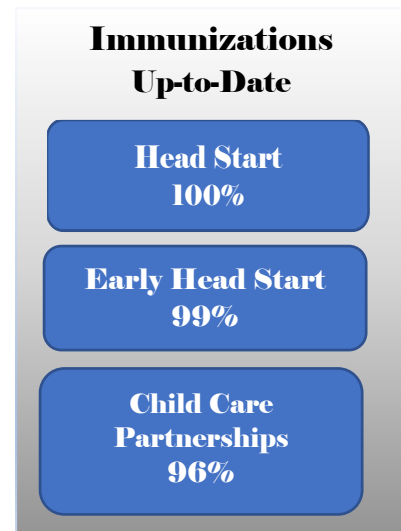 Immunizations
Up-to-Date
Head Start
100%
Early Head Start
99%
Child Care
Partnerships
96%